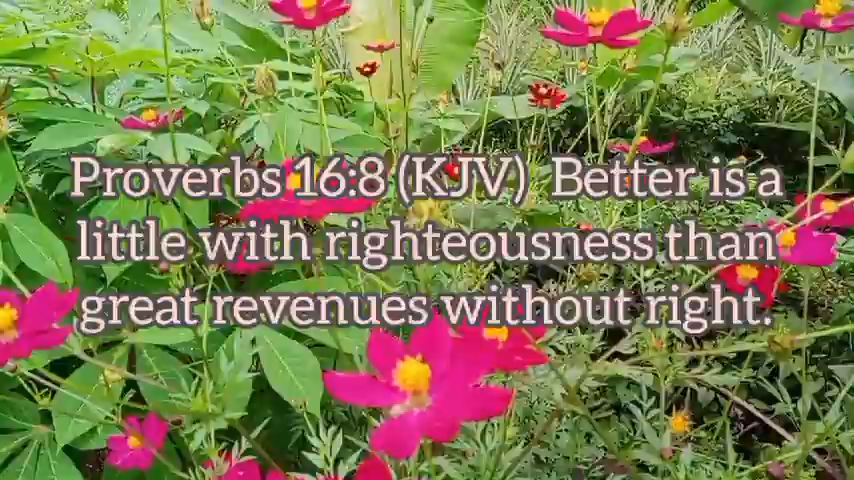 Proverbs 16:8 (KJV)  Better is a
little with righteousness than
great revenues without right.